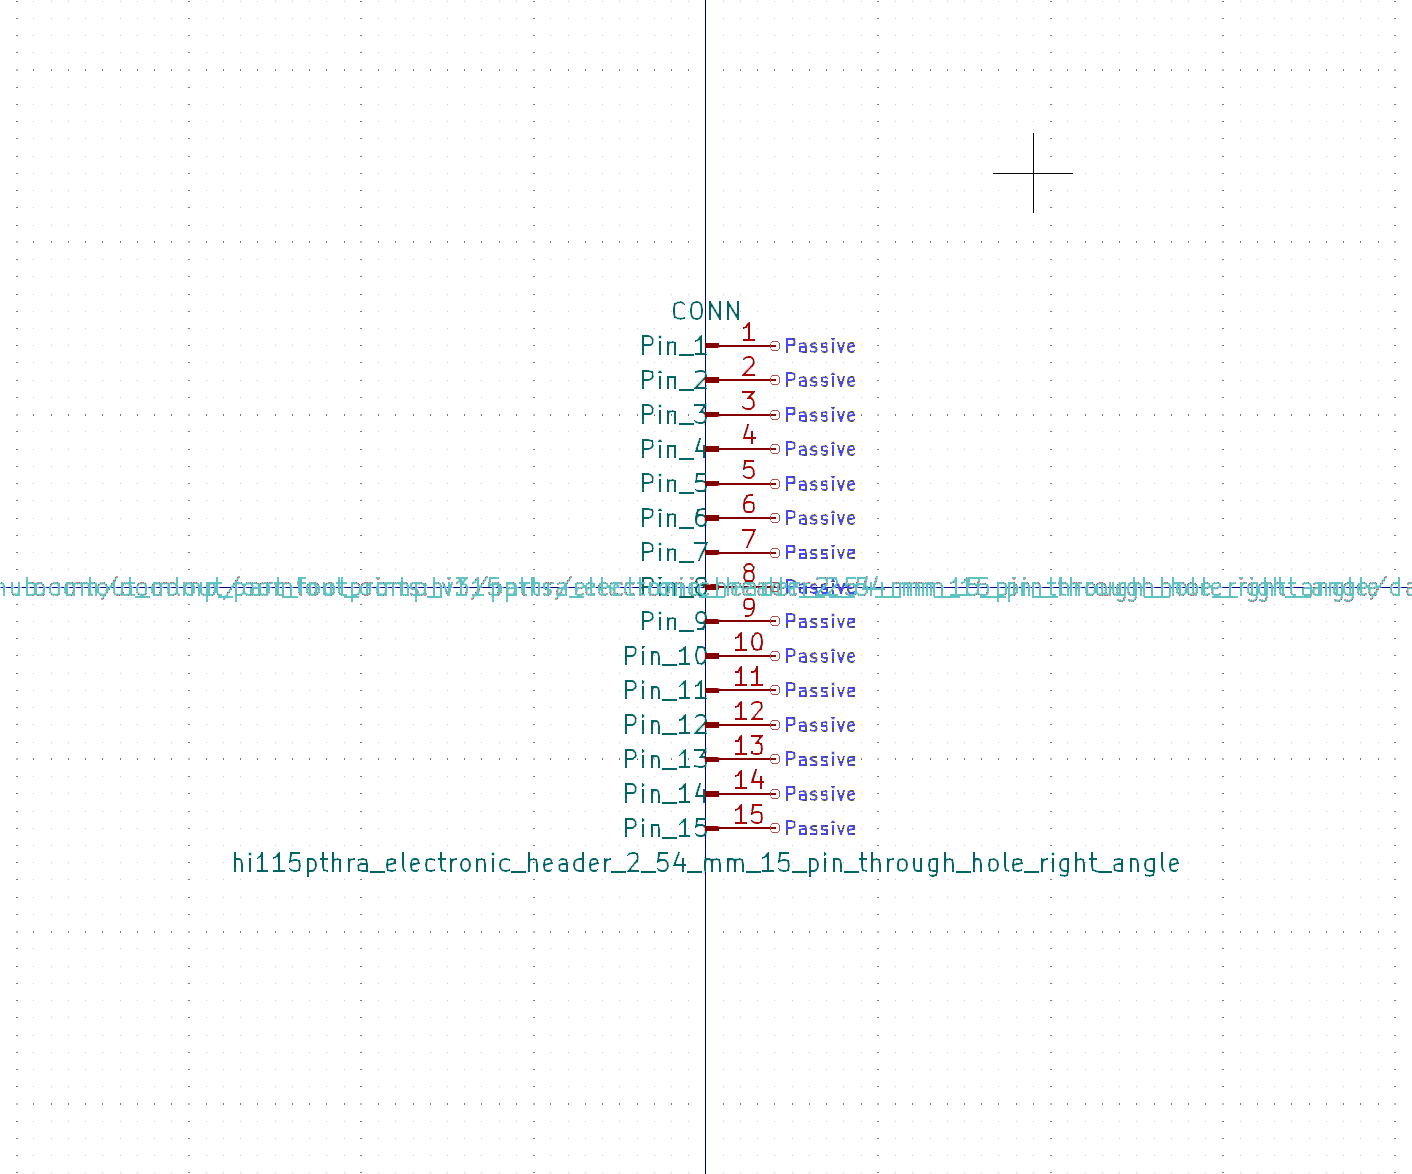 CONN
Pin_1 1 Passive
Pin_2 2 Passive
Pin_3 3 Passive
Pin_4 4 Passive
Pin_5 5 Passive
Pin_6 6 Passive
Pin_7 7 Passive
Pin_8 8 Passive
Pin_9 9 Passive
Pin_10 10 Passive
Pin_11 11 Passive
Pin_12 12 Passive
Pin_13 13 Passive
Pin_14 14 Passive
Pin_15 15 Passive
hi115pthra_electronic_header_2_54_mm_15_pin_through_hole_right_angle